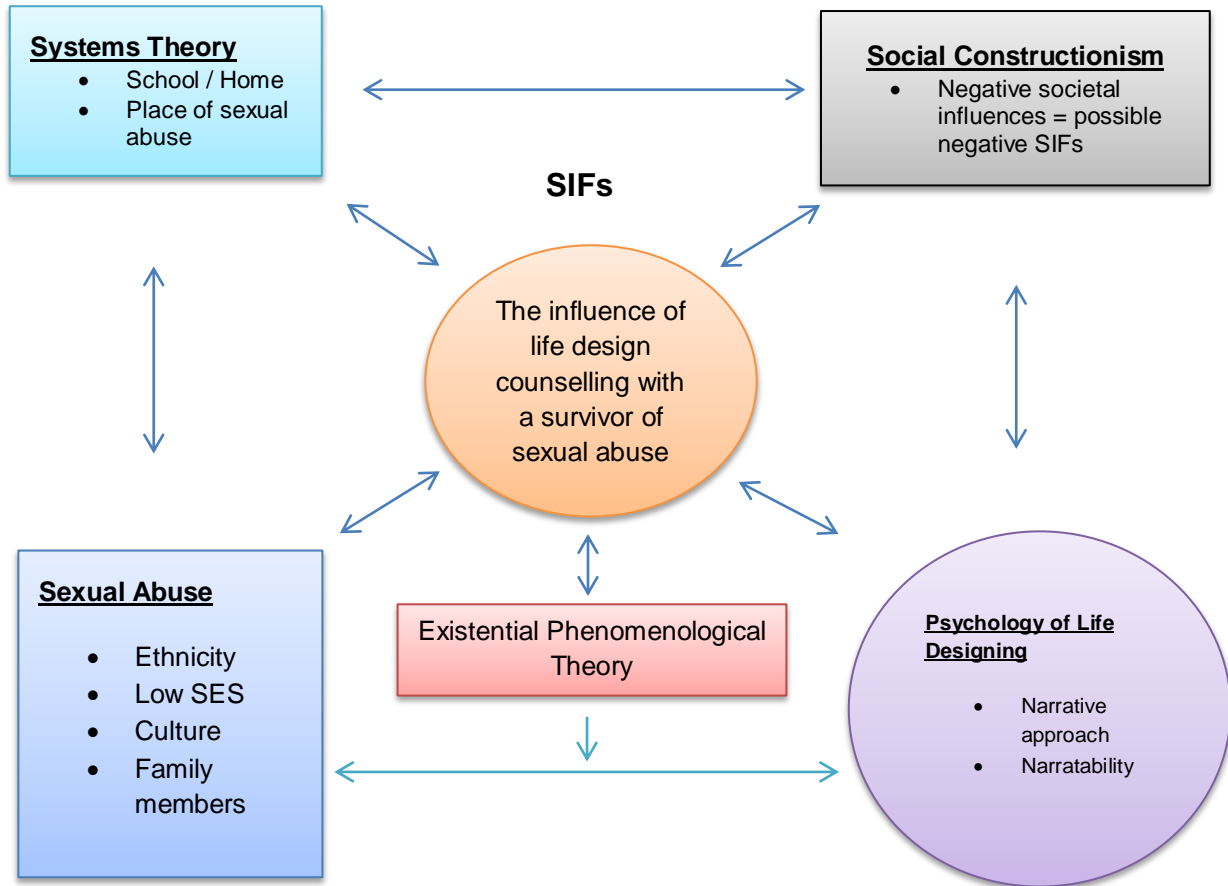 Systems Theory
• School / Home
• Place of sexual
abuse
Social Constructionism
• Negative societal
influences = possible
negative SIFs
SIFs
The influence of
life design
counselling with
a survivor of
sexual abuse
Sexual Abuse
• Ethnicity
• Low SES
• Culture
• Family
members
Existential Phenomenological
Theory
Psychology of Life
Designing
• Narrative
approach
• Narratability